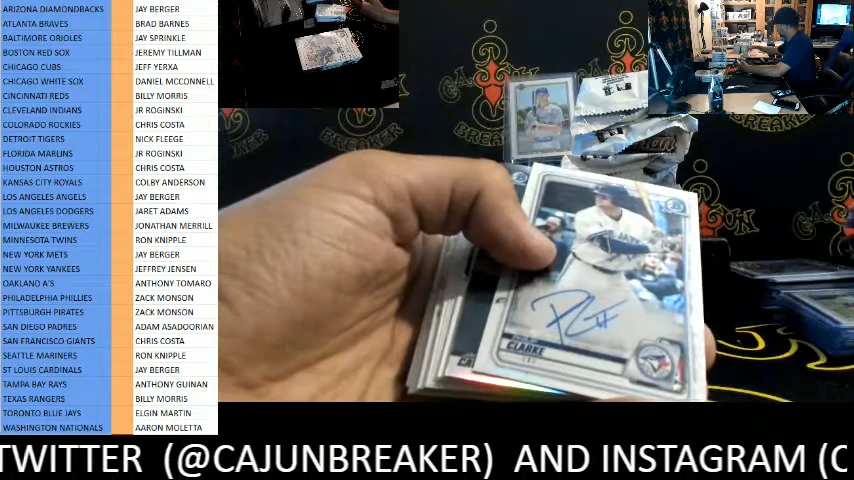 ARIZONA DIAMONDBACKS JAY BERGER
ATLANTA BRAVES BRAD BARNES
BALTIMORE ORIOLES JAY SPRINKLE
BOSTON RED SOX JEREMY TILLMAN
CHICAGO CUBS JEFF YERXA
CHICAGO WHITE SOX DANIEL MCCONNELL
CINCINNATI REDS BILLY MORRIS
CLEVELAND INDIANS JR ROGINSKI
COLORADO ROCKIES CHRIS COSTA
DETROIT TIGERS NICK FLEEGE
FLORIDA MARLINS JR ROGINSKI
HOUSTON ASTROS CHRIS COSTA
KANSAS CITY ROYALS COLBY ANDERSON
LOS ANGELES ANGELS JAY BERGER
LOS ANGELES DODGERS JARET ADAMS
MILWAUKEE BREWERS JONATHAN MERRILL
MINNESOTA TWINS RON KNIPPLE
NEW YORK METS JAY BERGER
NEW YORK YANKEES JEFFREY JENSEN
OAKLAND A'S ANTHONY TOMARO
PHILADELPHIA PHILLIES ZACK MONSON
PITTSBURGH PIRATES ZACK MONSON
SAN DIEGO PADRES ADAM ASADOORIAN
SAN FRANCISCO GIANTS CHRIS COSTA
SEATTLE MARINERS RON KNIPPLE
ST LOUIS CARDINALS JAY BERGER
TAMPA BAY RAYS ANTHONY GUINAN
TEXAS RANGERS BILLY MORRIS
TORONTO BLUE JAYS ELGIN MARTIN
WASHINGTON NATIONALS AARON MOLETTA
CAJUN
BREAKER
CLARKE
TWITTER (@CAJUNBREAKER) AND INSTAGRAM (C